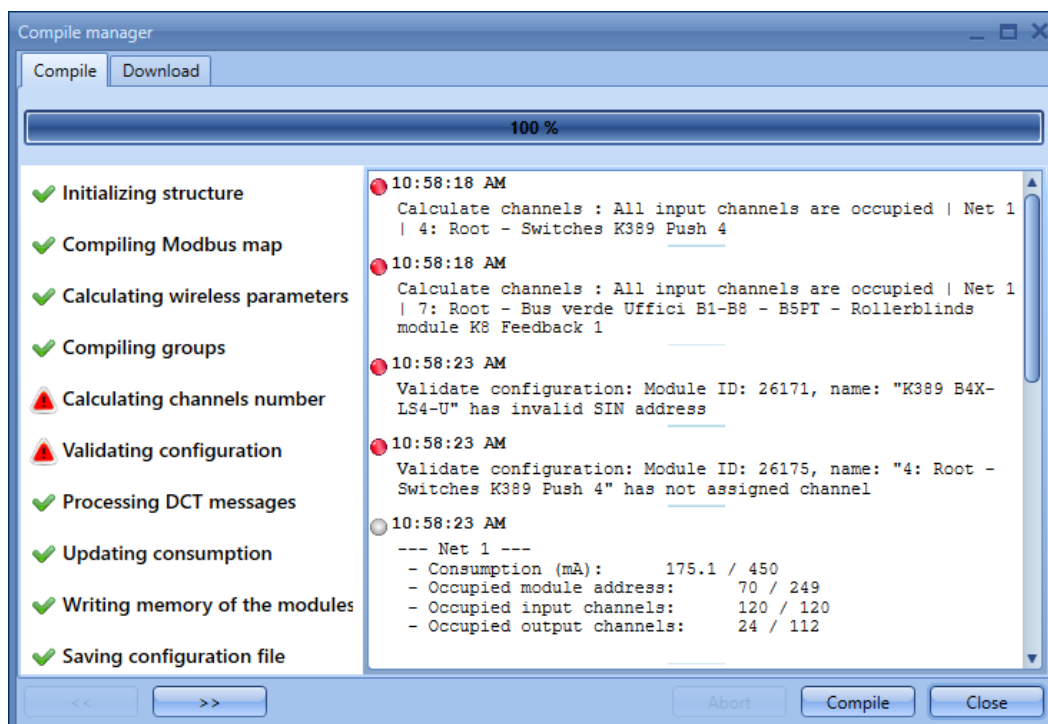 Compile manager
Compile Download
100 %
Initializing structure
Compiling Modbus map
Calculating wireless parameters
Compiling groups
Calculating channels number
Validating configuration
Processing DCT messages
Updating consumption
Writing memory of the modules
Saving configuration file
10:58:18 AM
Calculate channels : All input channels are occupied | Net 1
| 4: Root - Switches K389 Push 4
10:58:18 AM
Calculate channels : All input channels are occupied | Net 1
| 7: Root - Bus verde Uffici B1-B8 - B5PT - Rollerblinds
module K8 Feedback 1
10:58:23 AM
Validate configuration: Module ID: 26171, name: "K389 B4X-
LS4-U" has invalid SIN address
10:58:23 AM
Validate configuration: Module ID: 26175, name: "4: Root -
Switches K389 Push 4" has not assigned channel
10:58:23 AM
--- Net 1 ---
- Consumption (mA): 175.1 / 450
- Occupied module address: 70 / 249
- Occupied input channels: 120 / 120
- Occupied output channels: 24 / 112
<< >> Abort Compile Close